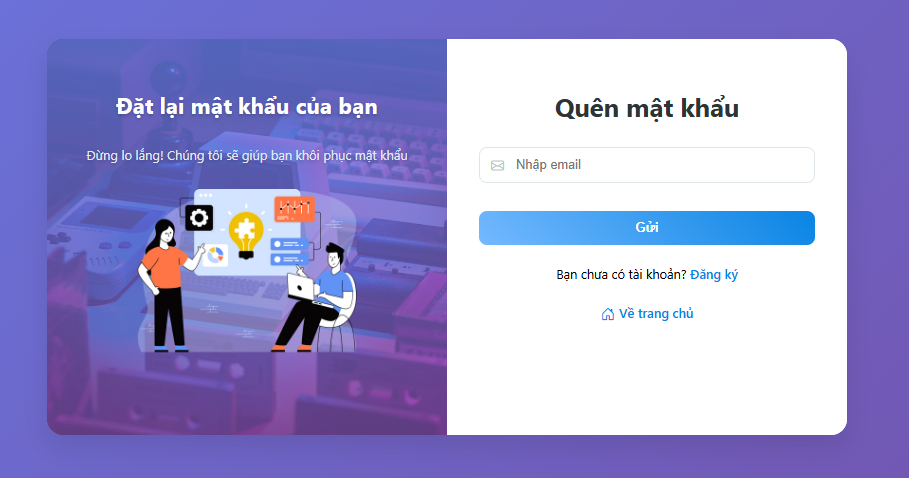 Đặt lại mật khẩu của bạn
Đừng lo lắng! Chúng tôi sẽ giúp bạn khôi phục mật khẩu
Quên mật khẩu
Nhập email
Gửi
Bạn chưa có tài khoản? Đăng ký
Về trang chủ